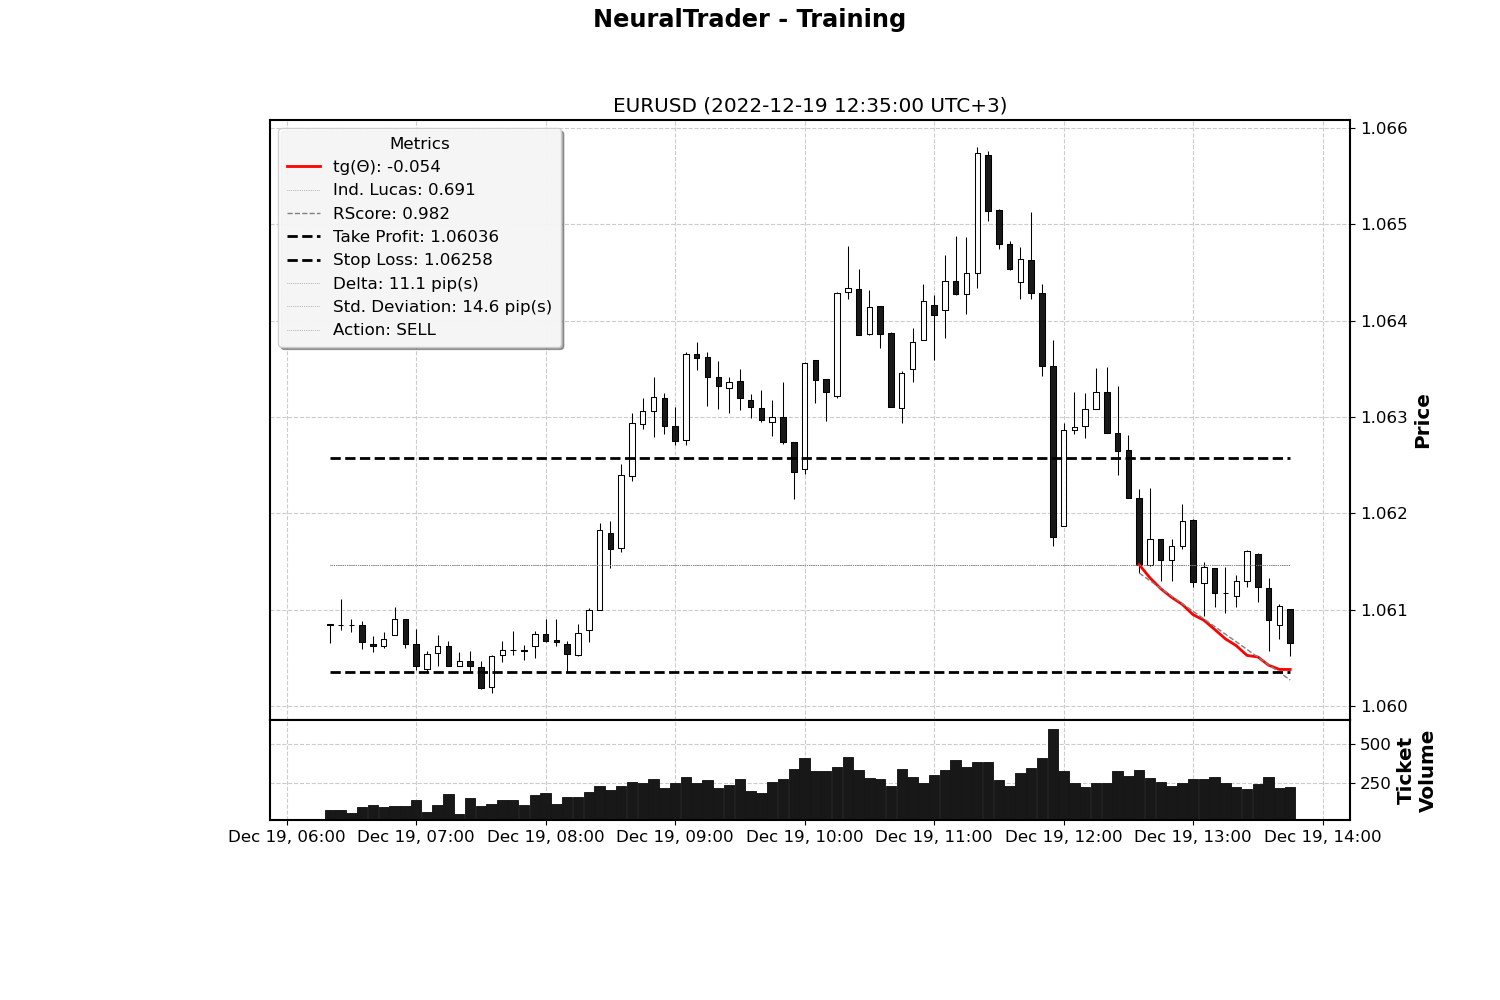 NeuralTrader - Training
EURUSD (2022-12-19 12:35:00 UTC+3)
Metrics
tg(Θ): -0.054
Ind. Lucas: 0.691
RScore: 0.982
Take Profit: 1.06036
Stop Loss: 1.06258
Delta: 11.1 pip(s)
Std. Deviation: 14.6 pip(s)
Action: SELL
1.066
1.065
1.064
1.063
1.062
1.061
1.060
Price
500
250
Ticket
Volume
Dec 19, 06:00 Dec 19, 07:00 Dec 19, 08:00 Dec 19, 09:00 Dec 19, 10:00 Dec 19, 11:00 Dec 19, 12:00 Dec 19, 13:00 Dec 19, 14:00